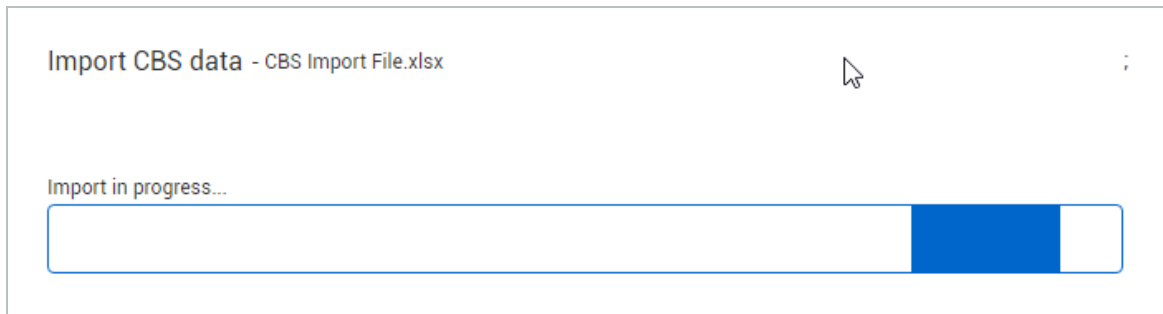 Import CBS data - CBS Import File.xlsx ;
Import in progress...